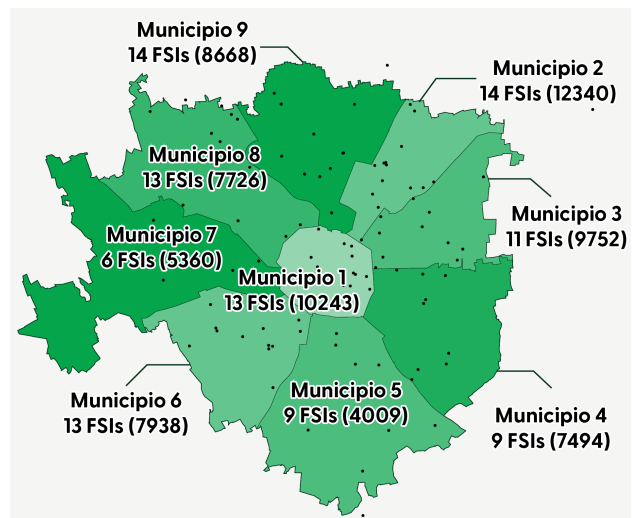 Municipio 9
14 FSIs (8668)
Municipio 2
14 FSIs (12340)
Municipio 8
13 FSIs (7726)
Municipio 3
11 FSIs (9752)
Municipio 7
6 FSIs (5360)
Municipio 1
13 FSIs (10243)
Municipio 6
13 FSIs (7938)
Municipio 5
9 FSIs (4009)
Municipio 4
9 FSIs (7494)